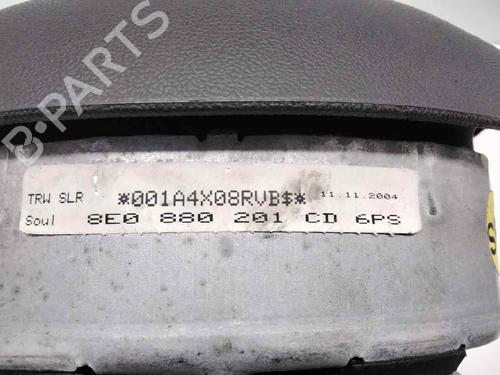 B-PARTS
TRW SLR *001A4X08RVB$* 11.11.2004
Soul 8E0 880 201 CD 6PS
S